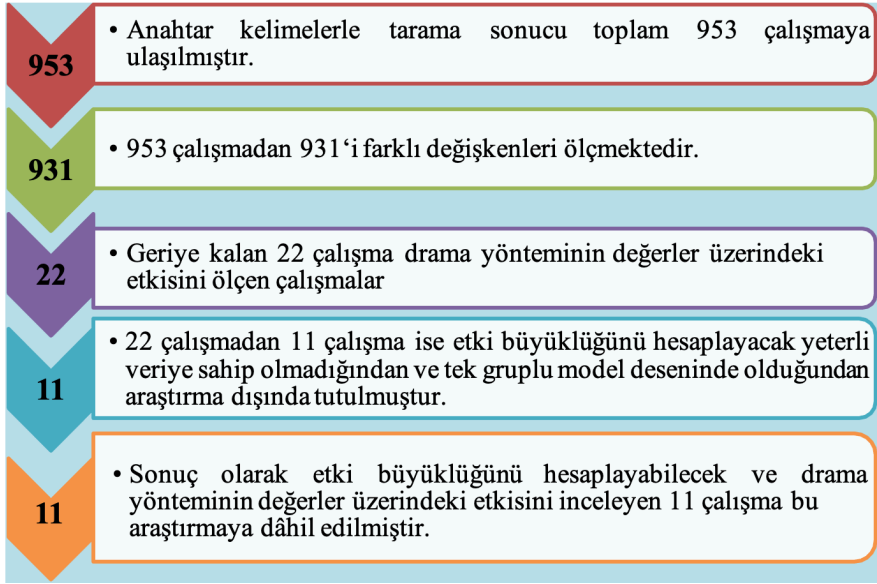 953
• Anahtar kelimelerle tarama sonucu toplam 953 çalışmaya
ulaşılmıştır.
931
• 953 çalışmadan 931‘i farklı değişkenleri ölçmektedir.
22
• Geriye kalan 22 çalışma drama yönteminin değerler üzerindeki
etkisini ölçen çalışmalar
11
• 22 çalışmadan 11 çalışma ise etki büyüklüğünü hesaplayacak yeterli
veriye sahip olmadığından ve tek gruplu model deseninde olduğundan
araştırma dışında tutulmuştur.
11
• Sonuç olarak etki büyüklüğünü hesaplayabilecek ve drama
yönteminin değerler üzerindeki etkisini inceleyen 11 çalışma bu
araştırmaya dâhil edilmiştir.